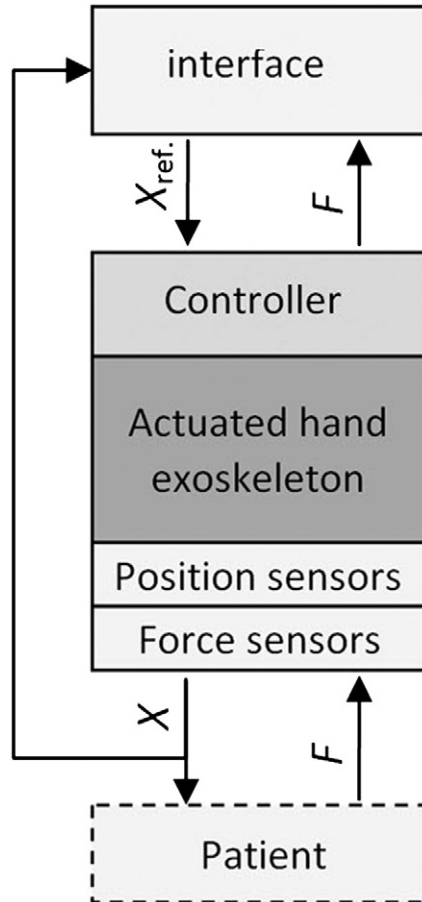 interface
Xref.
F
Controller
Actuated hand
exoskeleton
Position sensors
Force sensors
X
F
Patient